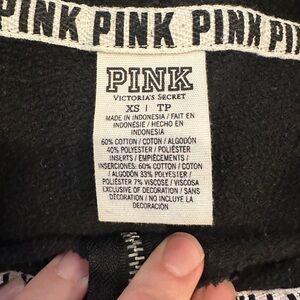 PINK PINK PINK PI
PINK
VICTORIA'S SECRET
XS | TP
MADE IN INDONESIA / FAIT EN
INDONÉSIE / HECHO EN
INDONESIA
60% COTTON / COTON / ALGODÓN
40% POLYESTER / POLIÉSTER
INSERTS / EMPIÈCEMENTS /
INSERCIONES: 60% COTTON / COTON
/ ALGODÓN 33% POLYESTER /
POLIÉSTER 7% VISCOSE / VISCOSA
EXCLUSIVE OF DECORATION / SANS
DÉCORATION / NO INCLUYE LA
DECORACIÓN